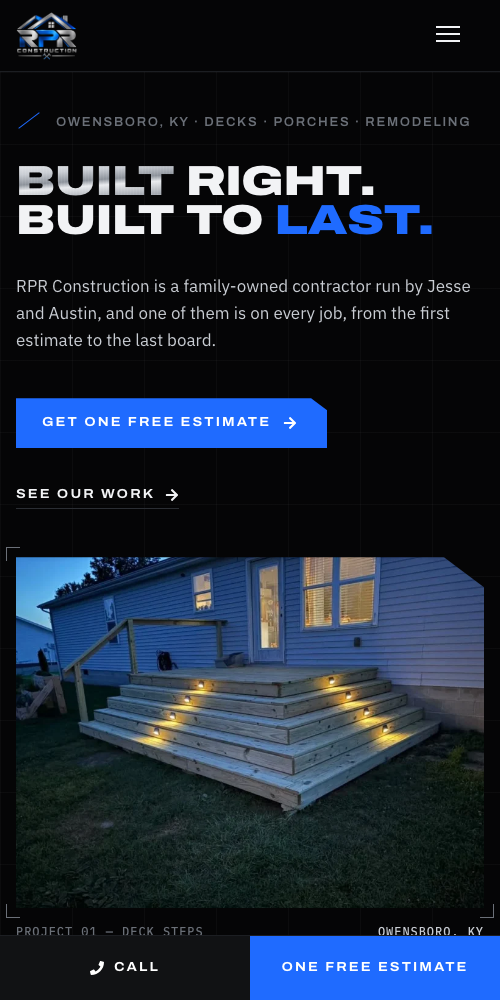 RPR
CONSTRUCTION
OWENSBORO, KY · DECKS · PORCHES · REMODELING
BUILT RIGHT.
BUILT TO LAST.
RPR Construction is a family-owned contractor run by Jesse
and Austin, and one of them is on every job, from the first
estimate to the last board.
GET ONE FREE ESTIMATE
SEE OUR WORK
PROJECT 01 — DECK STEPS
OWENSBORO, KY
CALL
ONE FREE ESTIMATE